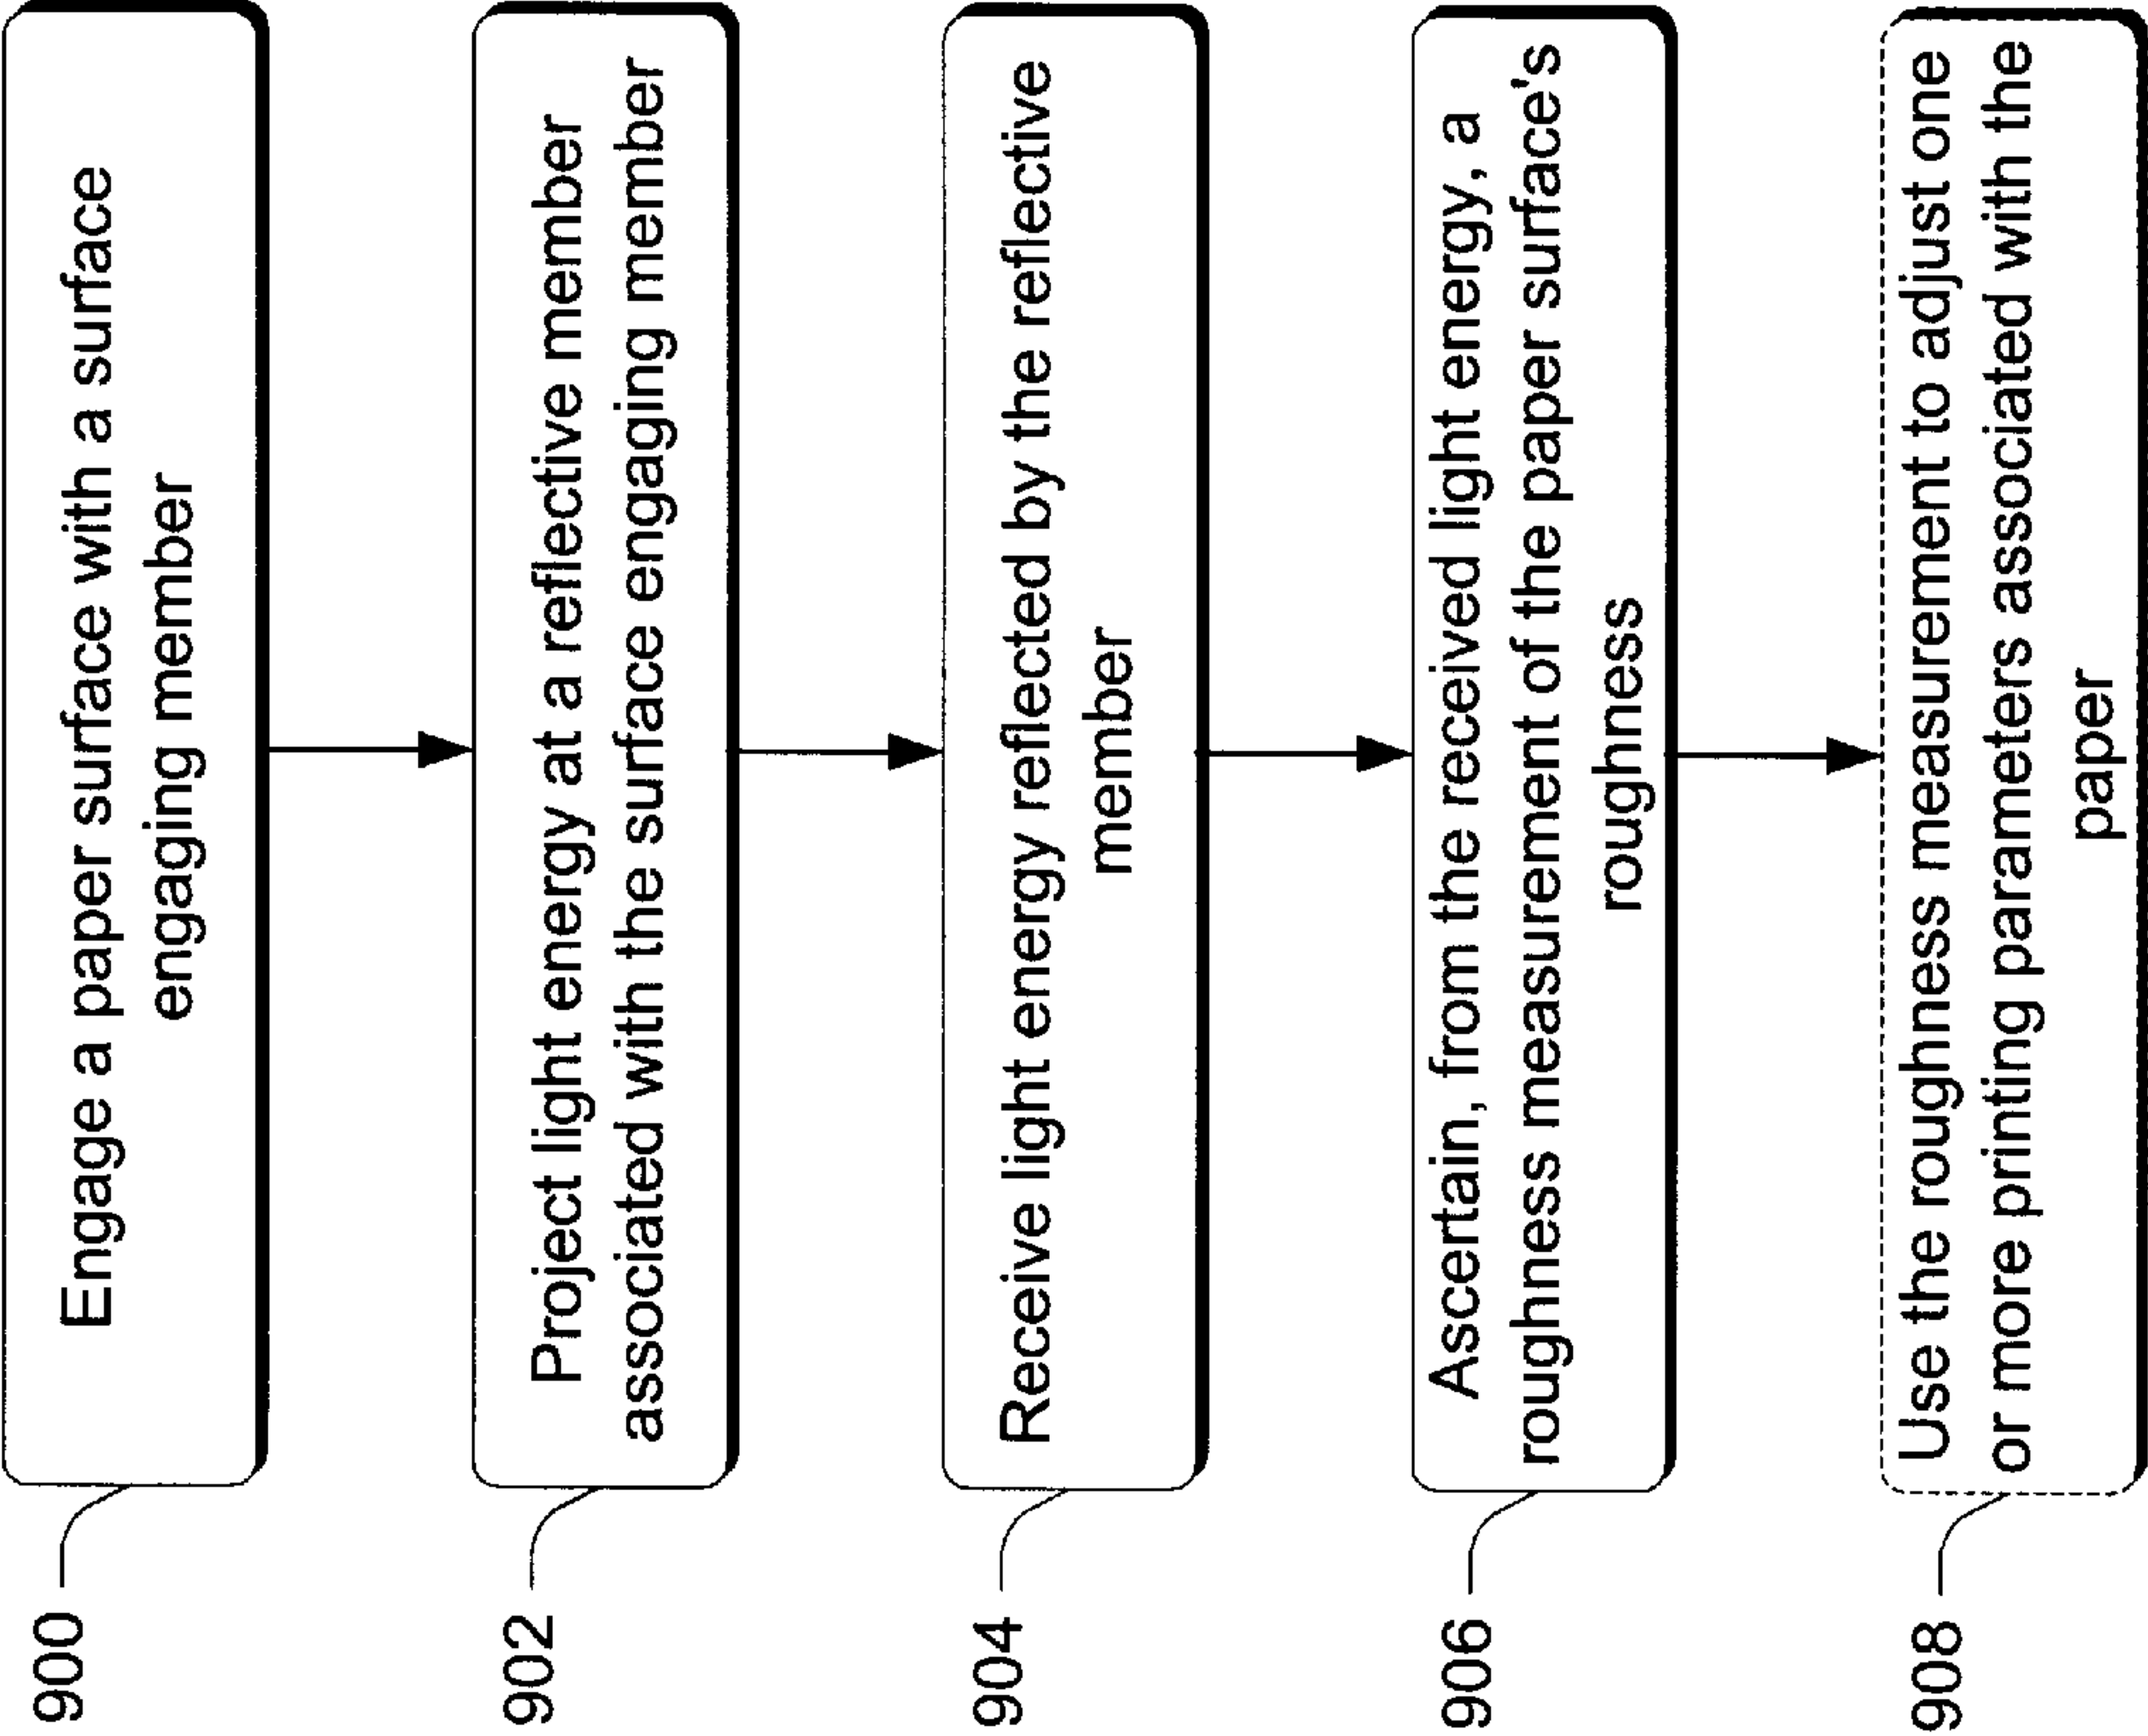 900
Engage a paper surface with a surface
engaging member
902
Project light energy at a reflective member
associated with the surface engaging member
904
Receive light energy reflected by the reflective
member
906
Ascertain, from the received light energy, a
roughness measurement of the paper surface's
roughness
908
Use the roughness measurement to adjust one
or more printing parameters associated with the
paper